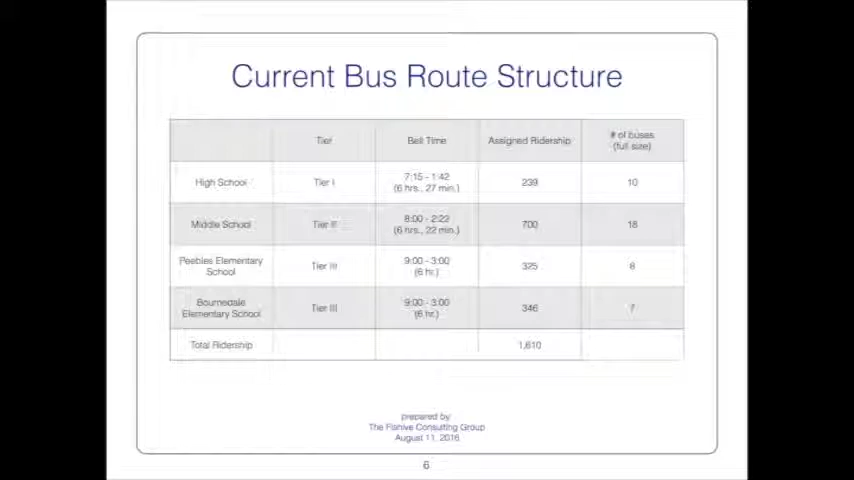 Current Bus Route Structure
Tier
Bell Time
Assigned Ridership
# of buses
(full size)
High School
Tier I
7:15 - 1:42
(6 hrs., 27 min.)
239
10
Middle School
Tier II
8:00 - 2:22
(6 hrs., 22 min.)
700
18
Peebles Elementary
School
Tier III
9:00 - 3:00
(6 hr.)
325
8
Bournedale
Elementary School
Tier III
9:00 - 3:00
(6 hr.)
346
7
Total Ridership
1,610
prepared by
The Consulting Group
August 11, 2016
6